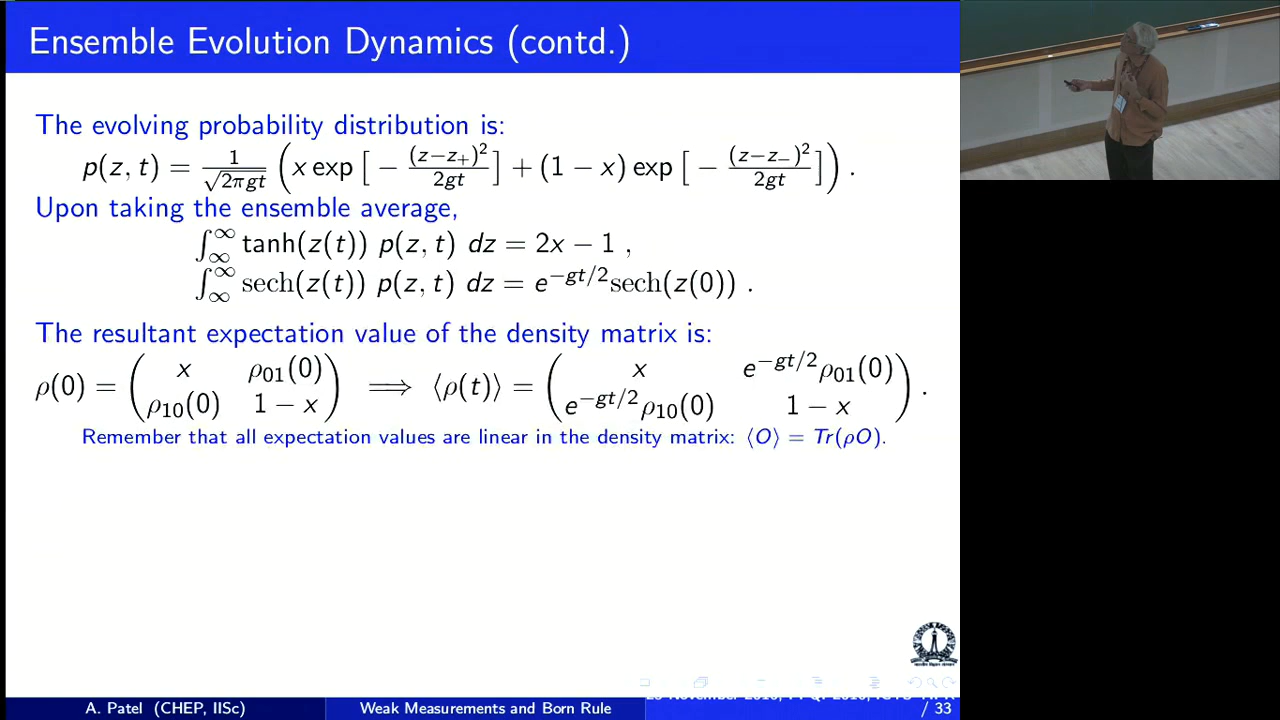 Ensemble Evolution Dynamics (contd.)
The evolving probability distribution is:
p(z, t) = 1/√(2πgt) ( x exp [ − (z−z₊)²/2gt ] + (1 − x) exp [ − (z−z₋)²/2gt ] ) .
Upon taking the ensemble average,
∫_∞^∞ tanh(z(t)) p(z, t) dz = 2x − 1 ,
∫_∞^∞ sech(z(t)) p(z, t) dz = e^{−gt/2} sech(z(0)) .
The resultant expectation value of the density matrix is:
ρ(0) = ( x ρ₀₁(0) ; ρ₁₀(0) 1 − x ) ⟹ ⟨ρ(t)⟩ = ( x e^{−gt/2}ρ₀₁(0) ; e^{−gt/2}ρ₁₀(0) 1 − x ) .
Remember that all expectation values are linear in the density matrix: ⟨O⟩ = Tr(ρO).
A. Patel (CHEP, IISc) Weak Measurements and Born Rule / 33